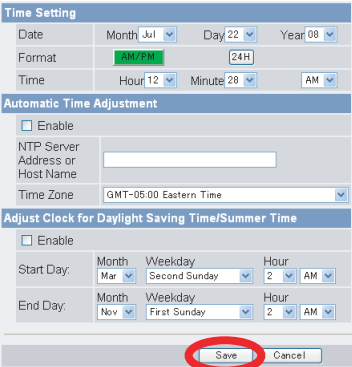 Time Setting
Date Month Jul Day 22 Year 08
Format AM/PM 24H
Time Hour 12 Minute 28 AM
Automatic Time Adjustment
Enable
NTP Server
Address or
Host Name
Time Zone GMT-05:00 Eastern Time
Adjust Clock for Daylight Saving Time/Summer Time
Enable
Month Weekday Hour
Start Day: Mar Second Sunday 2 AM
Month Weekday Hour
End Day: Nov First Sunday 2 AM
Save Cancel